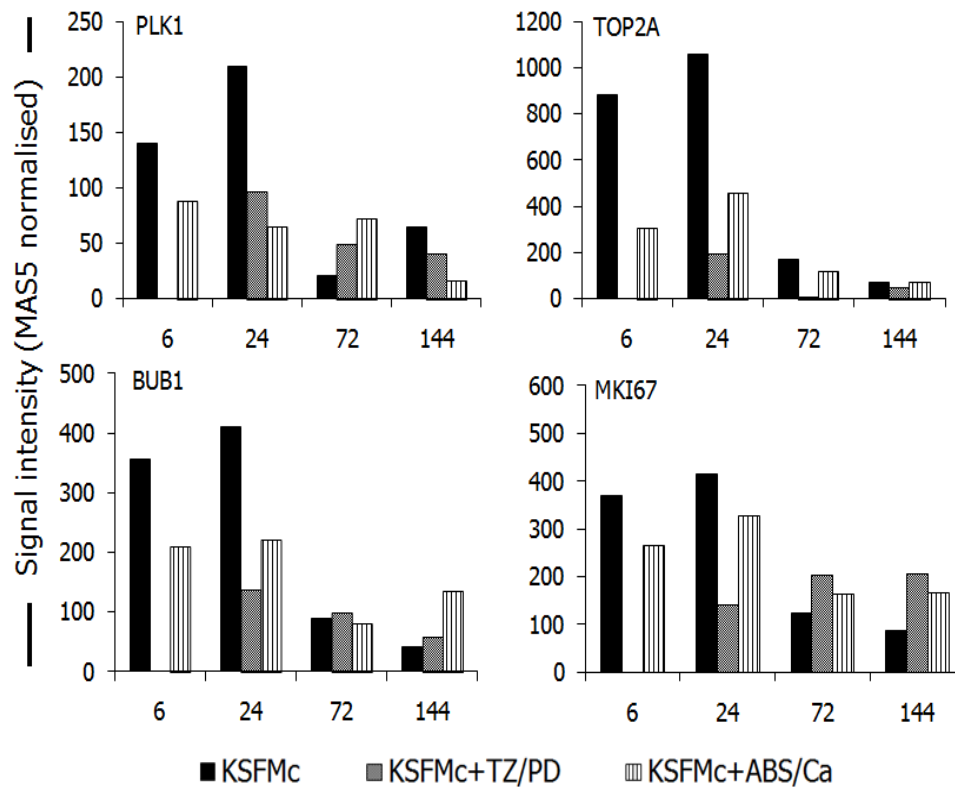 Signal intensity (MAS5 normalised)
PLK1
250
200
150
100
50
0
6 24 72 144
TOP2A
1200
1000
800
600
400
200
0
6 24 72 144
BUB1
500
400
300
200
100
0
6 24 72 144
MKI67
600
500
400
300
200
100
0
6 24 72 144
KSFMc KSFMc+TZ/PD KSFMc+ABS/Ca